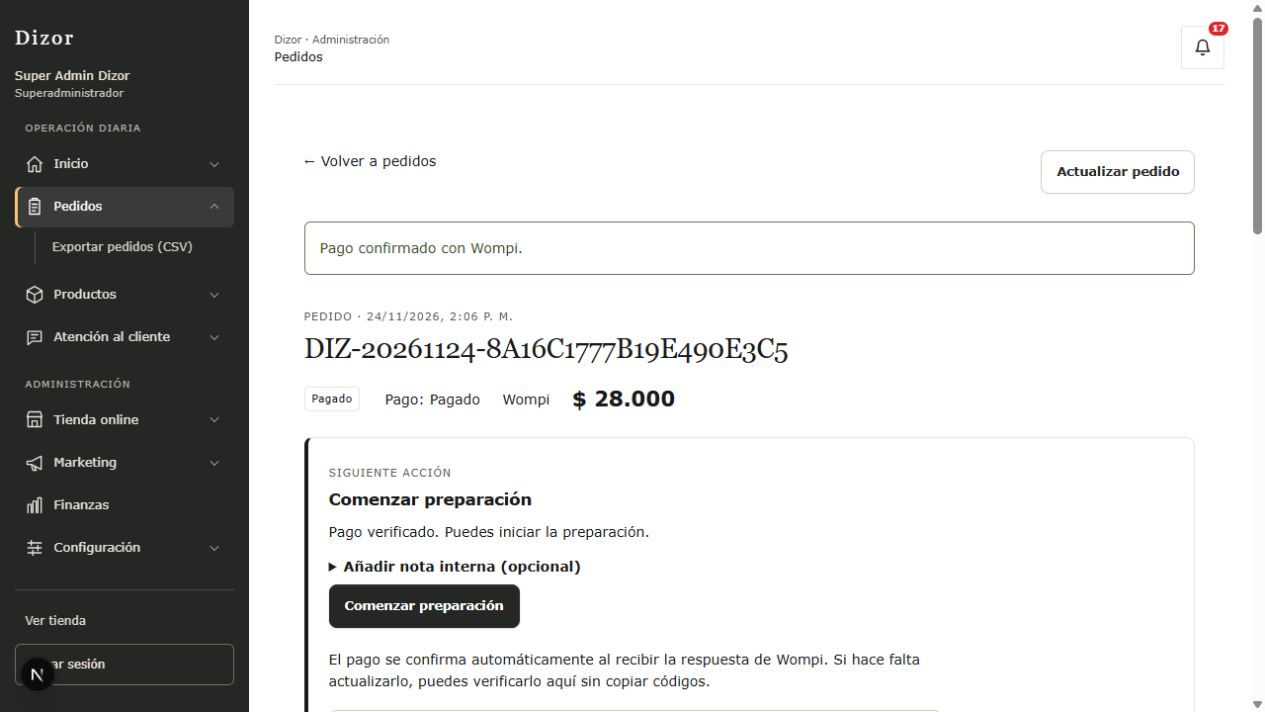 Dizor
Super Admin Dizor
Superadministrador
OPERACIÓN DIARIA
Inicio
Pedidos
Exportar pedidos (CSV)
Productos
Atención al cliente
ADMINISTRACIÓN
Tienda online
Marketing
Finanzas
Configuración
Ver tienda
ar sesión
N
Dizor · Administración
Pedidos
17
← Volver a pedidos
Actualizar pedido
Pago confirmado con Wompi.
PEDIDO · 24/11/2026, 2:06 P. M.
DIZ-20261124-8A16C1777B19E490E3C5
Pagado Pago: Pagado Wompi $ 28.000
SIGUIENTE ACCIÓN
Comenzar preparación
Pago verificado. Puedes iniciar la preparación.
▶ Añadir nota interna (opcional)
Comenzar preparación
El pago se confirma automáticamente al recibir la respuesta de Wompi. Si hace falta
actualizarlo, puedes verificarlo aquí sin copiar códigos.